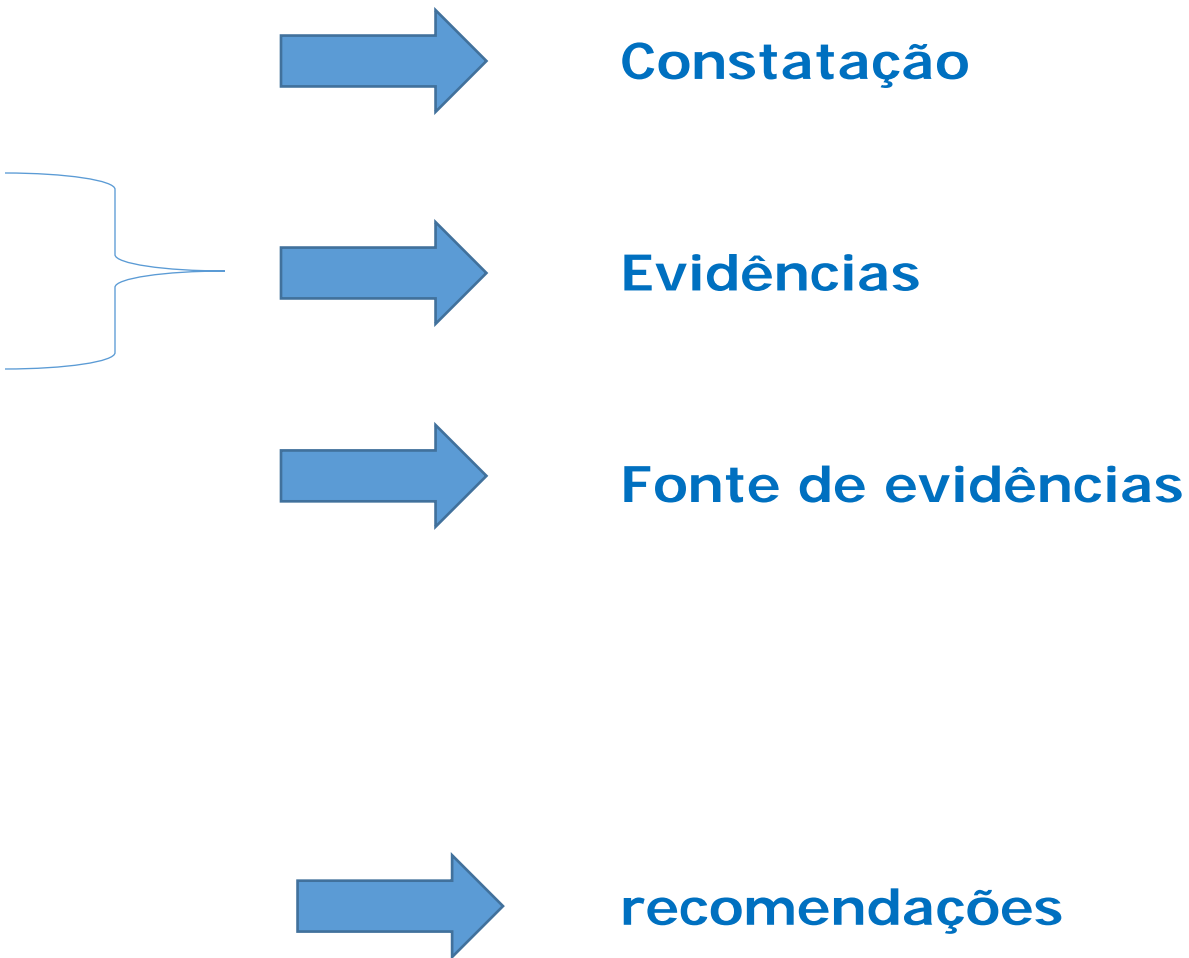 Constatação
Evidências
Fonte de evidências
recomendações